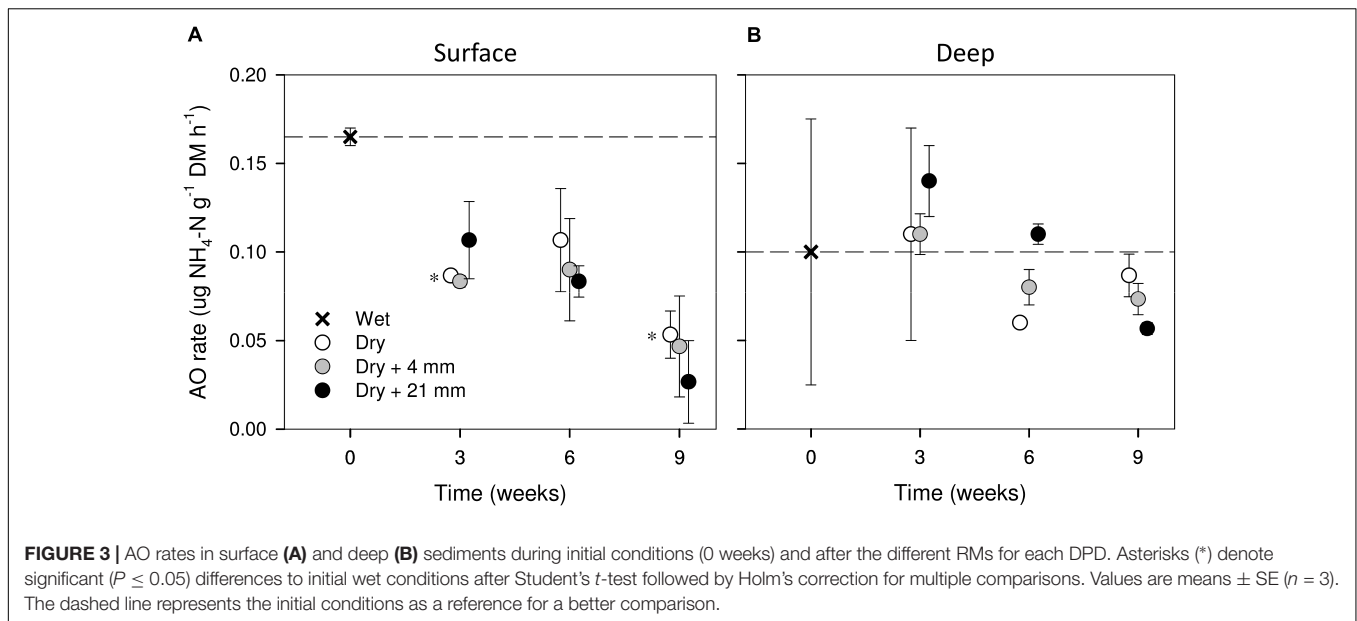 A
B
Surface
Deep
AO rate (ug NH4-N g-1 DM h-1)
0.20
0.15
0.10
0.05
0.00
*
*
Wet
Dry
Dry + 4 mm
Dry + 21 mm
0 3 6 9
0 3 6 9
Time (weeks)
Time (weeks)
FIGURE 3 | AO rates in surface (A) and deep (B) sediments during initial conditions (0 weeks) and after the different RMs for each DPD. Asterisks (*) denote
significant (P ≤ 0.05) differences to initial wet conditions after Student's t-test followed by Holm's correction for multiple comparisons. Values are means ± SE (n = 3).
The dashed line represents the initial conditions as a reference for a better comparison.